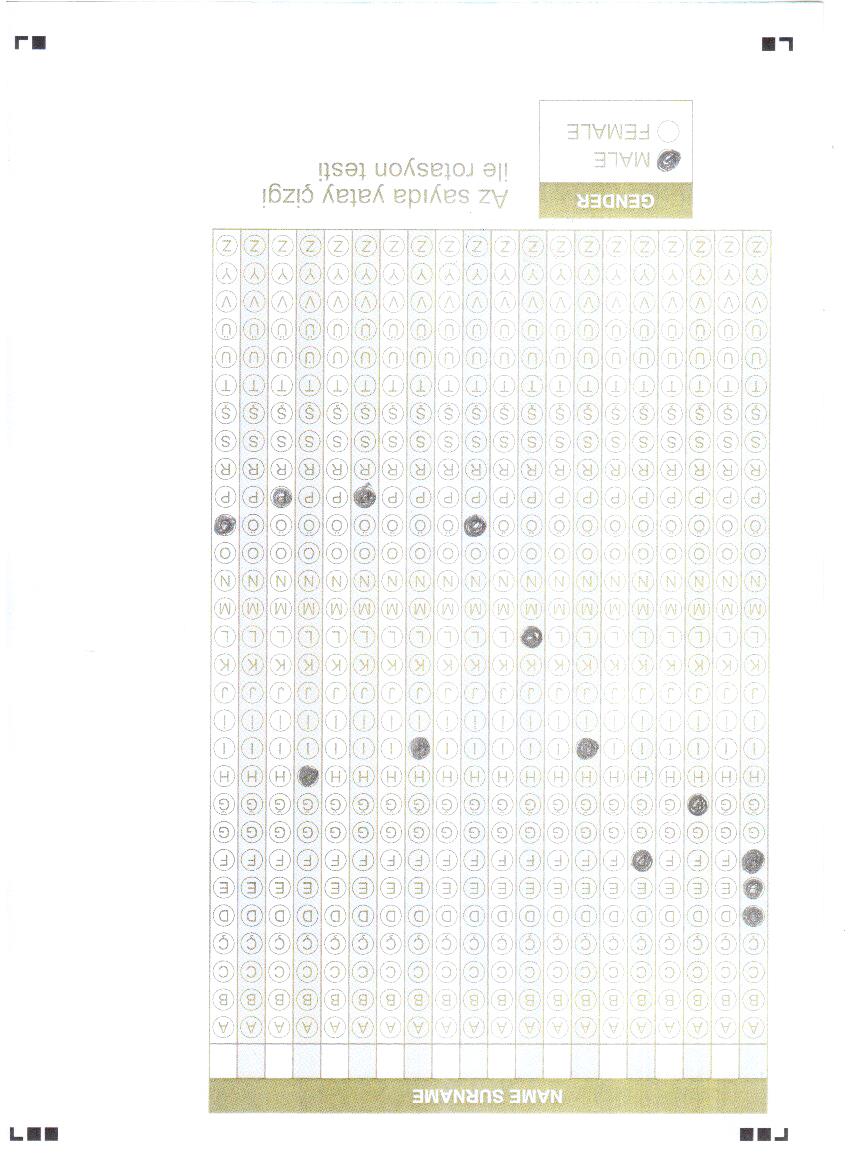 NAME SURNAME
A A A A A A A A A A A A A A A A A A A A
B B B B B B B B B B B B B B B B B B B B
C C C C C C C C C C C C C C C C C C C C
Ç Ç Ç Ç Ç Ç Ç Ç Ç Ç Ç Ç Ç Ç Ç Ç Ç Ç Ç Ç
D D D D D D D D D D D D D D D D D D D
E E E E E E E E E E E E E E E E E E E
F F F F F F F F F F F F F F F F F F
G G G G G G G G G G G G G G G G G G G G
Ğ Ğ Ğ Ğ Ğ Ğ Ğ Ğ Ğ Ğ Ğ Ğ Ğ Ğ Ğ Ğ Ğ Ğ Ğ
H H H H H H H H H H H H H H H H H H H
I I I I I I I I I I I I I I I I I I
İ İ İ İ İ İ İ İ İ İ İ İ İ İ İ İ İ İ İ İ
J J J J J J J J J J J J J J J J J J J J
K K K K K K K K K K K K K K K K K K K K
L L L L L L L L L L L L L L L L L L L
M M M M M M M M M M M M M M M M M M M M
N N N N N N N N N N N N N N N N N N N N
O O O O O O O O O O O O O O O O O O O O
Ö Ö Ö Ö Ö Ö Ö Ö Ö Ö Ö Ö Ö Ö Ö Ö Ö Ö
P P P P P P P P P P P P P P P P P P
R R R R R R R R R R R R R R R R R R R R
S S S S S S S S S S S S S S S S S S S S
Ş Ş Ş Ş Ş Ş Ş Ş Ş Ş Ş Ş Ş Ş Ş Ş Ş Ş Ş Ş
T T T T T T T T T T T T T T T T T T T T
U U U U U U U U U U U U U U U U U U U U
Ü Ü Ü Ü Ü Ü Ü Ü Ü Ü Ü Ü Ü Ü Ü Ü Ü Ü Ü Ü
V V V V V V V V V V V V V V V V V V V V
Y Y Y Y Y Y Y Y Y Y Y Y Y Y Y Y Y Y Y Y
Z Z Z Z Z Z Z Z Z Z Z Z Z Z Z Z Z Z Z Z
GENDER
MALE
FEMALE
Az sayıda yatay çizgi
ile rotasyon testi